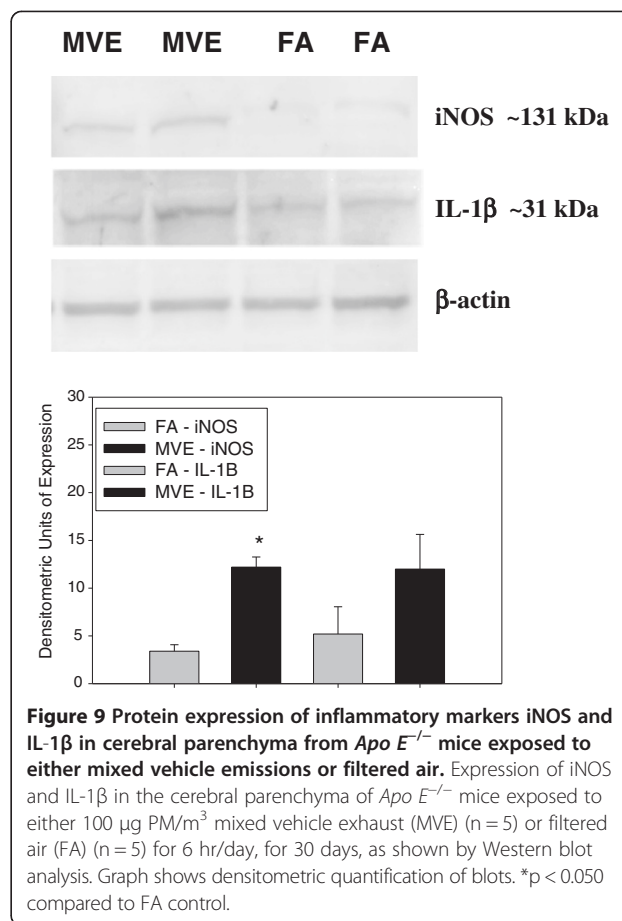 MVE MVE FA FA
iNOS ~131 kDa
IL-1β ~31 kDa
β-actin
30
25
20
15
10
5
0
Densitometric Units of Expression
FA - iNOS
MVE - iNOS
FA - IL-1B
MVE - IL-1B
*
Figure 9 Protein expression of inflammatory markers iNOS and
IL-1β in cerebral parenchyma from Apo E⁻/⁻ mice exposed to
either mixed vehicle emissions or filtered air. Expression of iNOS
and IL-1β in the cerebral parenchyma of Apo E⁻/⁻ mice exposed to
either 100 μg PM/m³ mixed vehicle exhaust (MVE) (n = 5) or filtered
air (FA) (n = 5) for 6 hr/day, for 30 days, as shown by Western blot
analysis. Graph shows densitometric quantification of blots. *p < 0.050
compared to FA control.